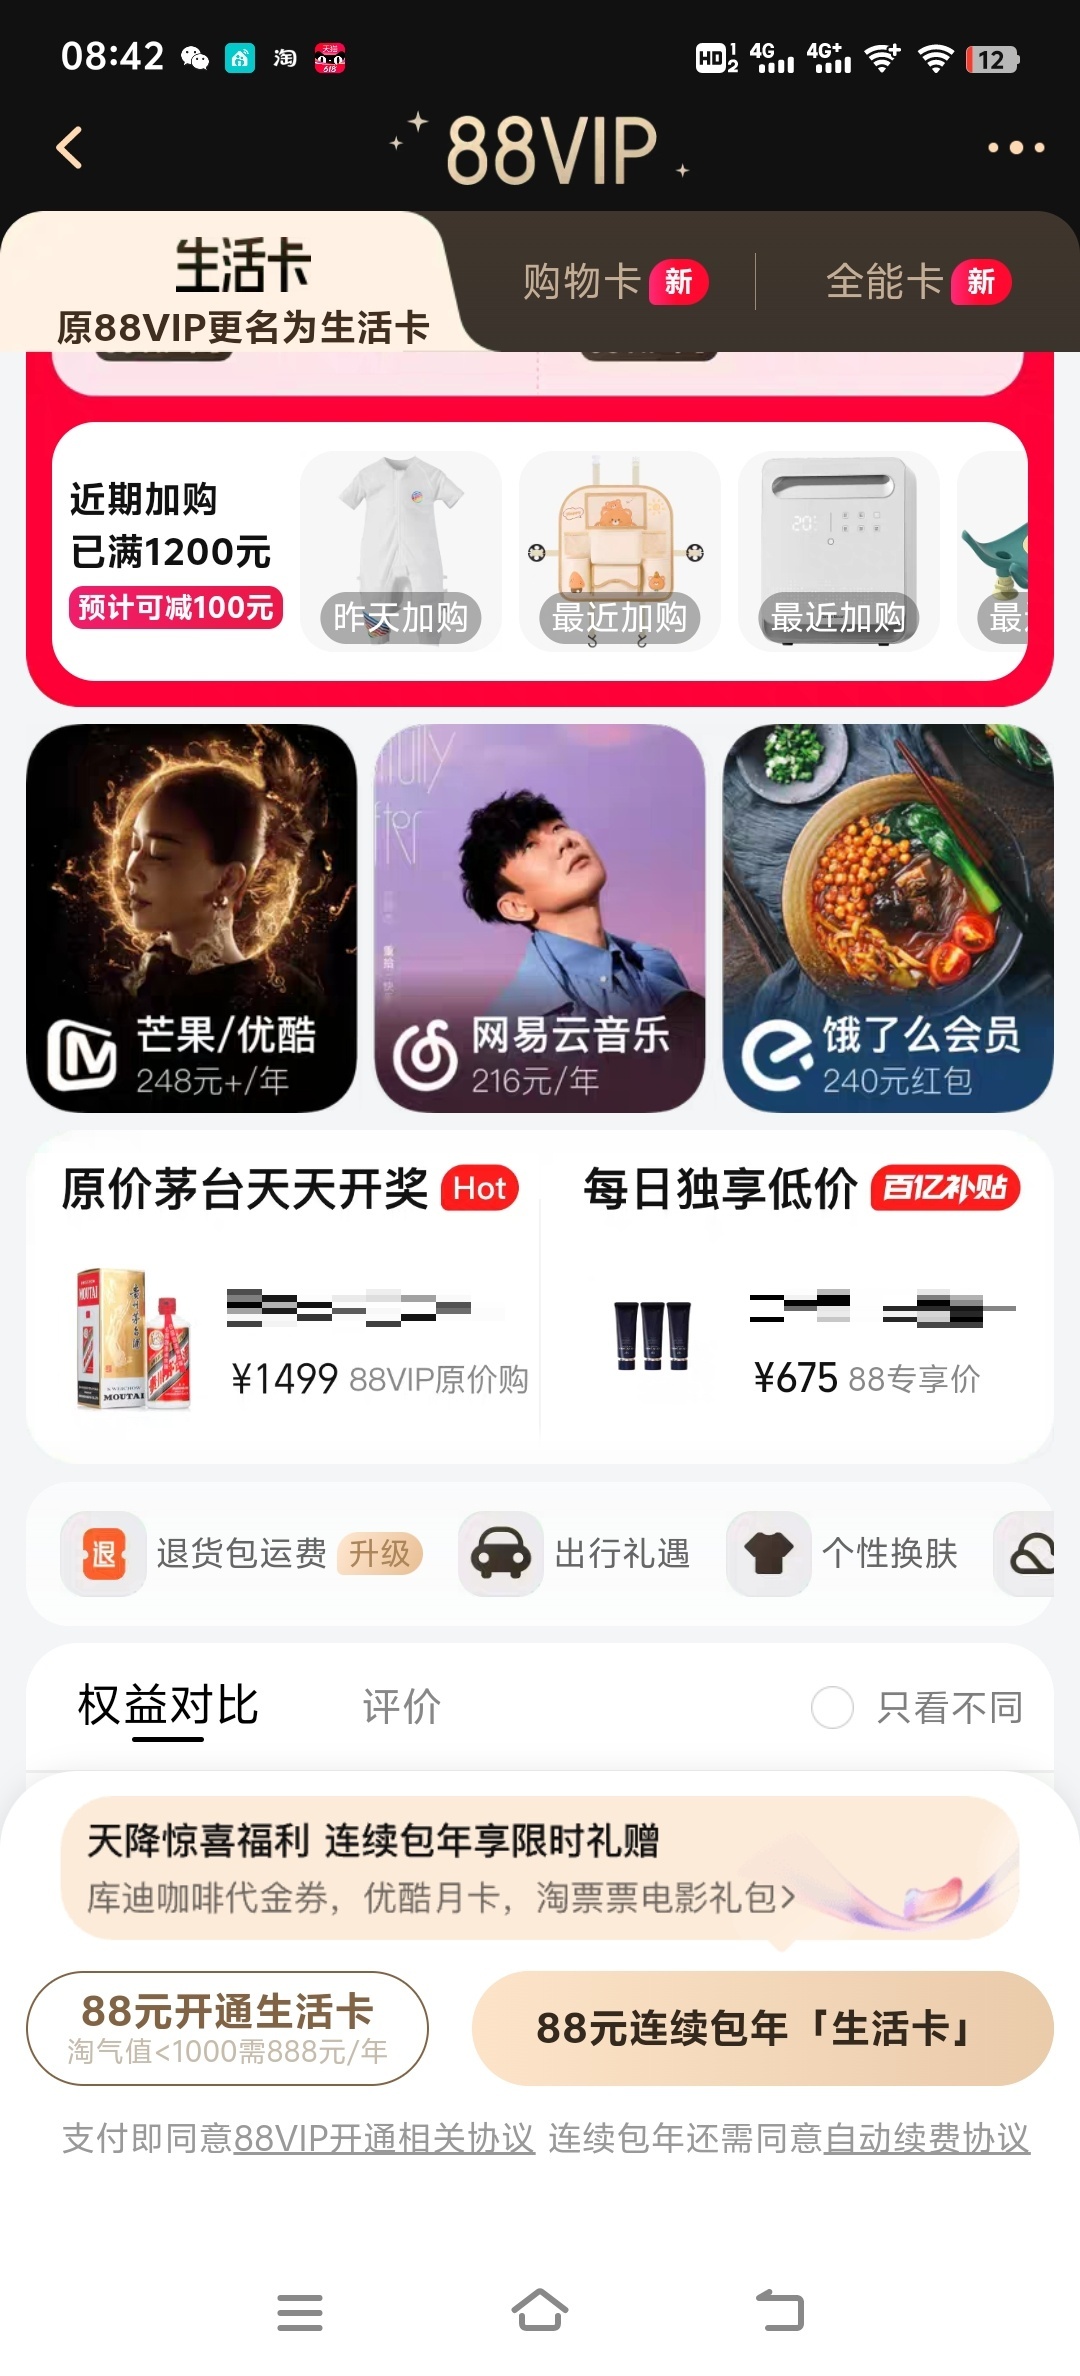 08:42
淘
天猫
618
HD 1 2
4G
4G+
12
88VIP
生活卡
原88VIP更名为生活卡
购物卡 新
全能卡 新
近期加购
已满1200元
预计可减100元
昨天加购
最近加购
最近加购
最
芒果/优酷
248元+/年
网易云音乐
216元/年
饿了么会员
240元红包
原价茅台天天开奖 Hot
每日独享低价 百亿补贴
MOUTAI
¥1499 88VIP原价购
¥675 88专享价
退 退货包运费 升级
出行礼遇
个性换肤
权益对比
评价
只看不同
天降惊喜福利 连续包年享限时礼赠
库迪咖啡代金券，优酷月卡，淘票票电影礼包>
88元开通生活卡
淘气值<1000需888元/年
88元连续包年「生活卡」
支付即同意88VIP开通相关协议 连续包年还需同意自动续费协议